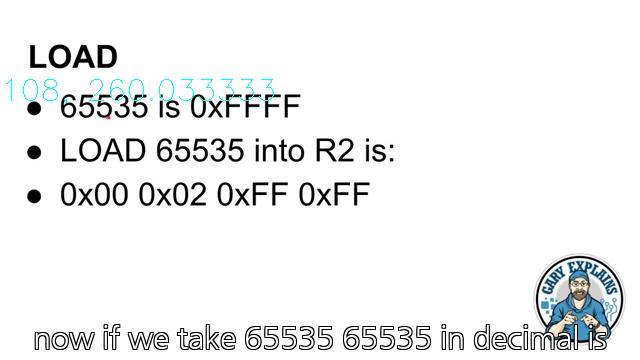 LOAD
108, 260.033333
● 65535 is 0xFFFF
● LOAD 65535 into R2 is:
● 0x00 0x02 0xFF 0xFF
GARY EXPLAINS
now if we take 65535 65535 in decimal is